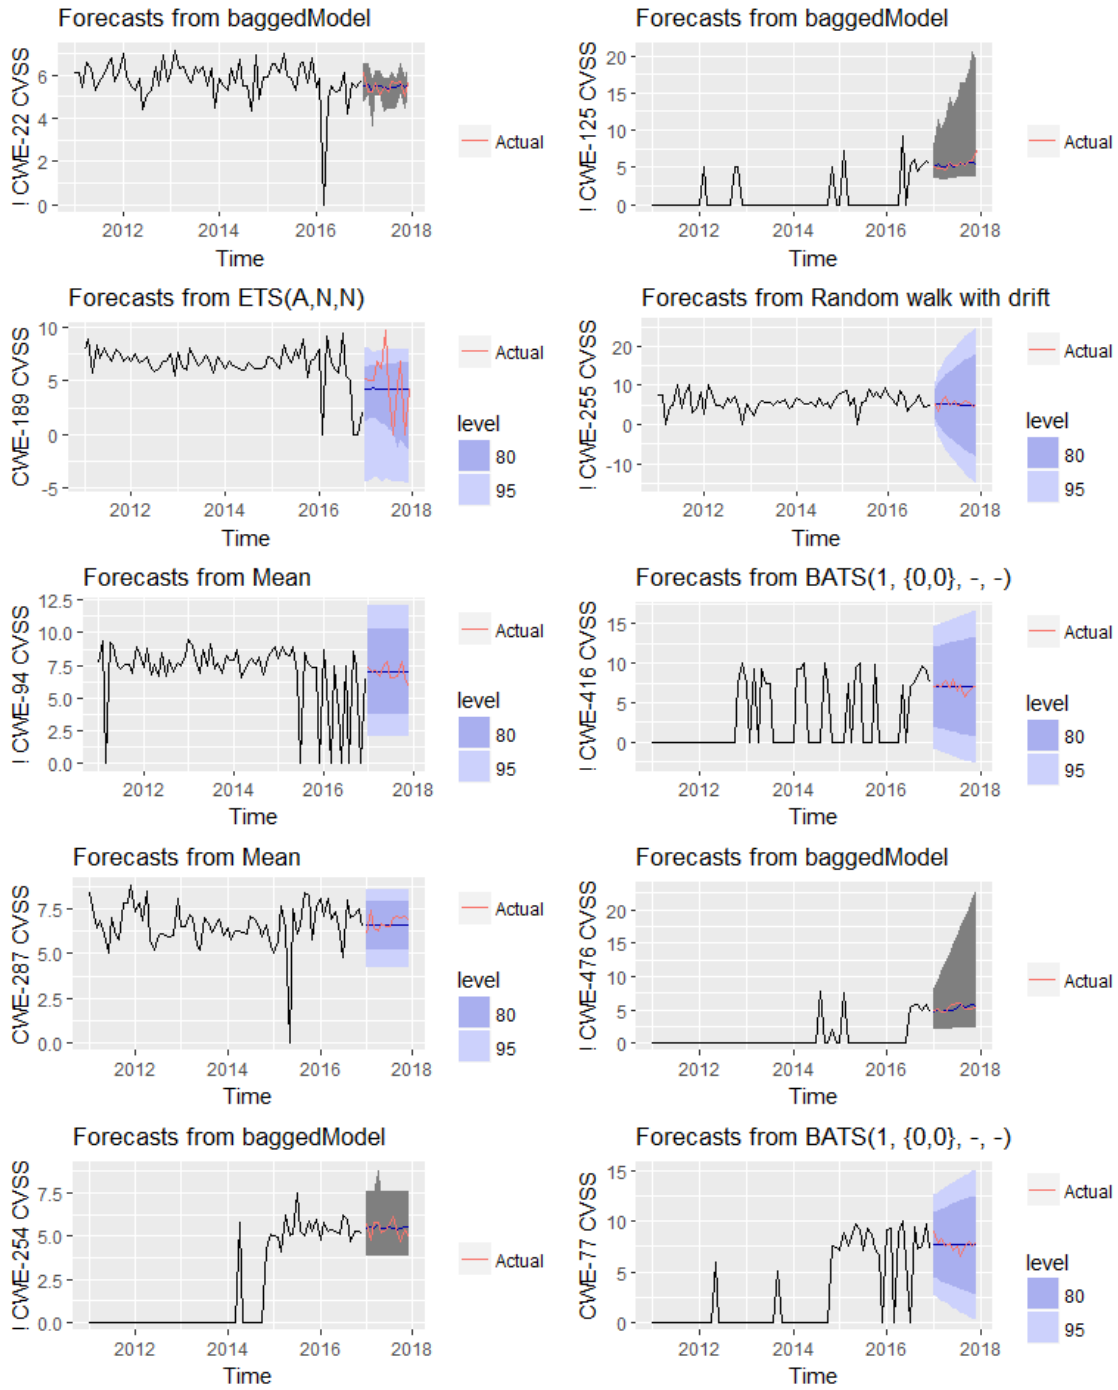 Forecasts from baggedModel
! CWE-22 CVSS
6
4
2
0
2012 2014 2016 2018
Time
Actual
Forecasts from baggedModel
! CWE-125 CVSS
20
15
10
5
0
2012 2014 2016 2018
Time
Actual
Forecasts from ETS(A,N,N)
CWE-189 CVSS
10
5
0
-5
2012 2014 2016 2018
Time
Actual
level
80
95
Forecasts from Random walk with drift
! CWE-255 CVSS
20
10
0
-10
2012 2014 2016 2018
Time
Actual
level
80
95
Forecasts from Mean
! CWE-94 CVSS
12.5
10.0
7.5
5.0
2.5
0.0
2012 2014 2016 2018
Time
Actual
level
80
95
Forecasts from BATS(1, {0,0}, -, -)
! CWE-416 CVSS
15
10
5
0
2012 2014 2016 2018
Time
Actual
level
80
95
Forecasts from Mean
CWE-287 CVSS
7.5
5.0
2.5
0.0
2012 2014 2016 2018
Time
Actual
level
80
95
Forecasts from baggedModel
! CWE-476 CVSS
20
15
10
5
0
2012 2014 2016 2018
Time
Actual
Forecasts from baggedModel
! CWE-254 CVSS
7.5
5.0
2.5
0.0
2012 2014 2016 2018
Time
Actual
Forecasts from BATS(1, {0,0}, -, -)
CWE-77 CVSS
15
10
5
0
2012 2014 2016 2018
Time
Actual
level
80
95